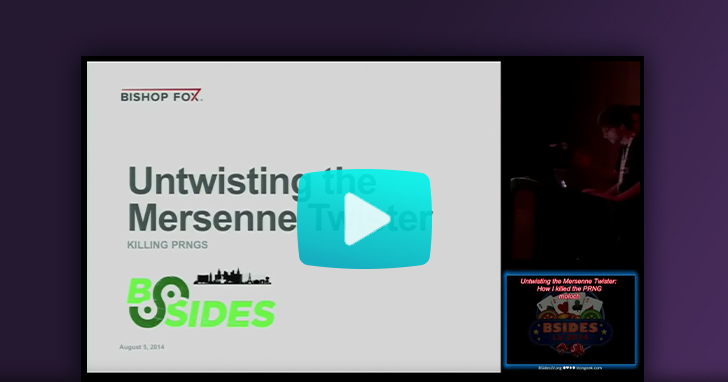 BISHOP FOX
Untwisting the
Mersenne Twister
KILLING PRNGS
BSIDES
August 5, 2014
Untwisting the Mersenne Twister:
How I killed the PRNG
moloch
BSIDES